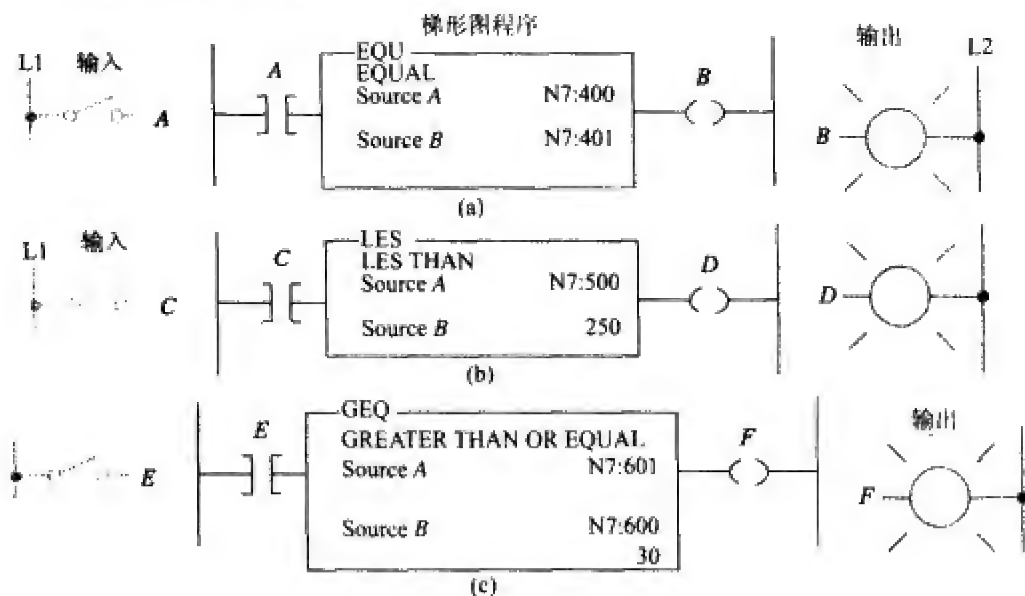 梯形图程序
L1 输入
A
A
EQU
EQUAL
Source A N7:400
Source B N7:401
B
输出
L2
B
(a)
L1 输入
C
C
LES
LES THAN
Source A N7:500
Source B 250
D
D
(b)
E
E
GEQ
GREATER THAN OR EQUAL
Source A N7:601
Source B N7:600
30
F
输出
F
(c)